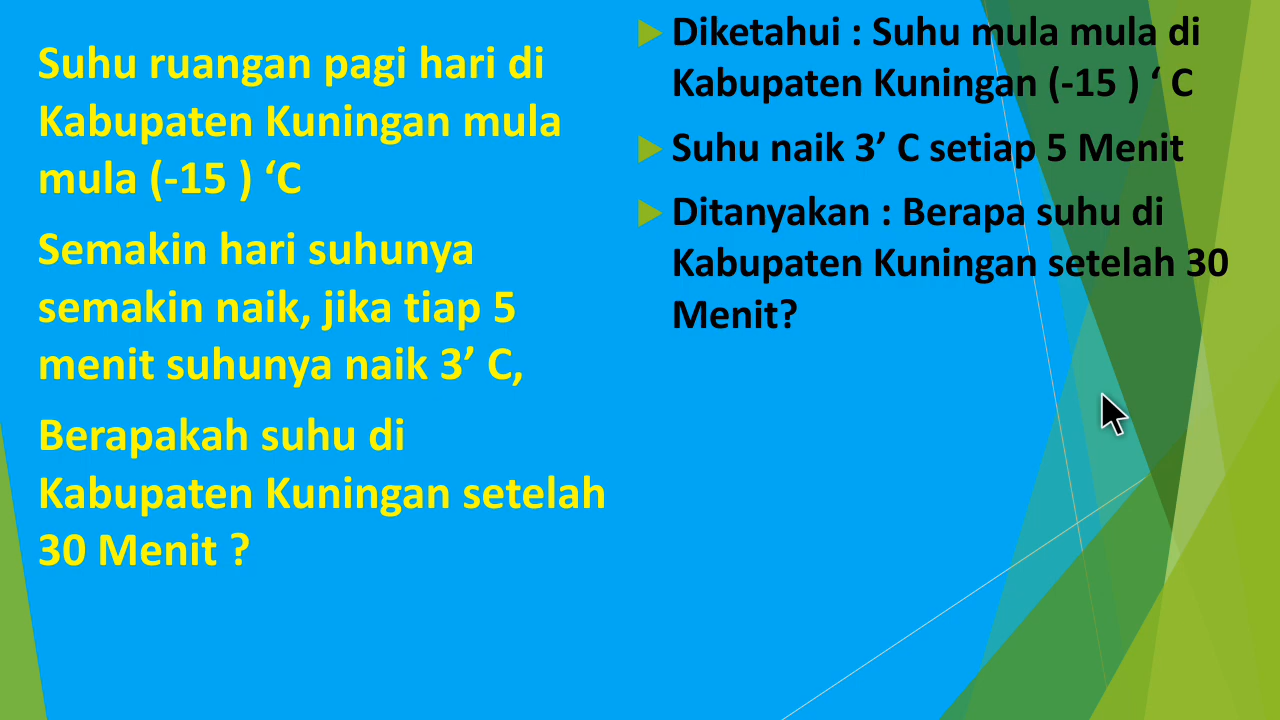 Suhu ruangan pagi hari di
Kabupaten Kuningan mula
mula (-15 ) ‘C
Semakin hari suhunya
semakin naik, jika tiap 5
menit suhunya naik 3’ C,
Berapakah suhu di
Kabupaten Kuningan setelah
30 Menit ?
Diketahui : Suhu mula mula di
Kabupaten Kuningan (-15 ) ‘ C
Suhu naik 3’ C setiap 5 Menit
Ditanyakan : Berapa suhu di
Kabupaten Kuningan setelah 30
Menit?